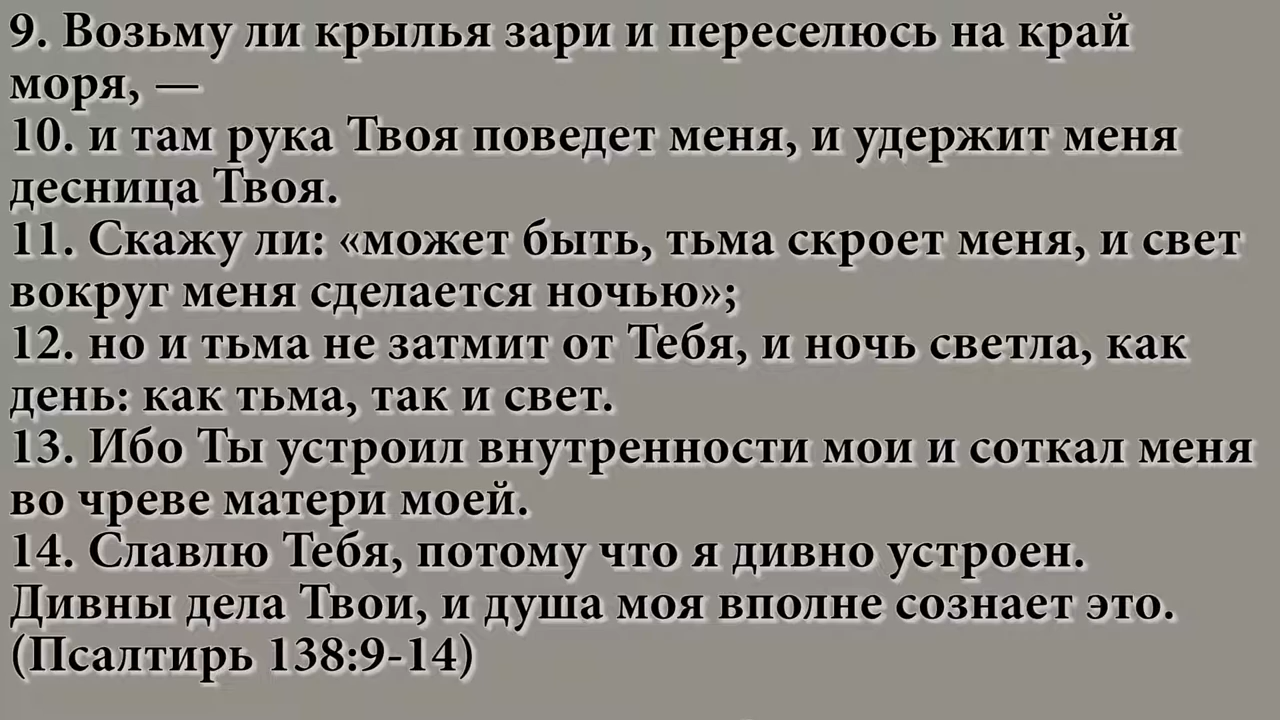 9. Возьму ли крылья зари и переселюсь на край
моря, —
10. и там рука Твоя поведет меня, и удержит меня
десница Твоя.
11. Скажу ли: «может быть, тьма скроет меня, и свет
вокруг меня сделается ночью»;
12. но и тьма не затмит от Тебя, и ночь светла, как
день: как тьма, так и свет.
13. Ибо Ты устроил внутренности мои и соткал меня
во чреве матери моей.
14. Славлю Тебя, потому что я дивно устроен.
Дивны дела Твои, и душа моя вполне сознает это.
(Псалтирь 138:9-14)